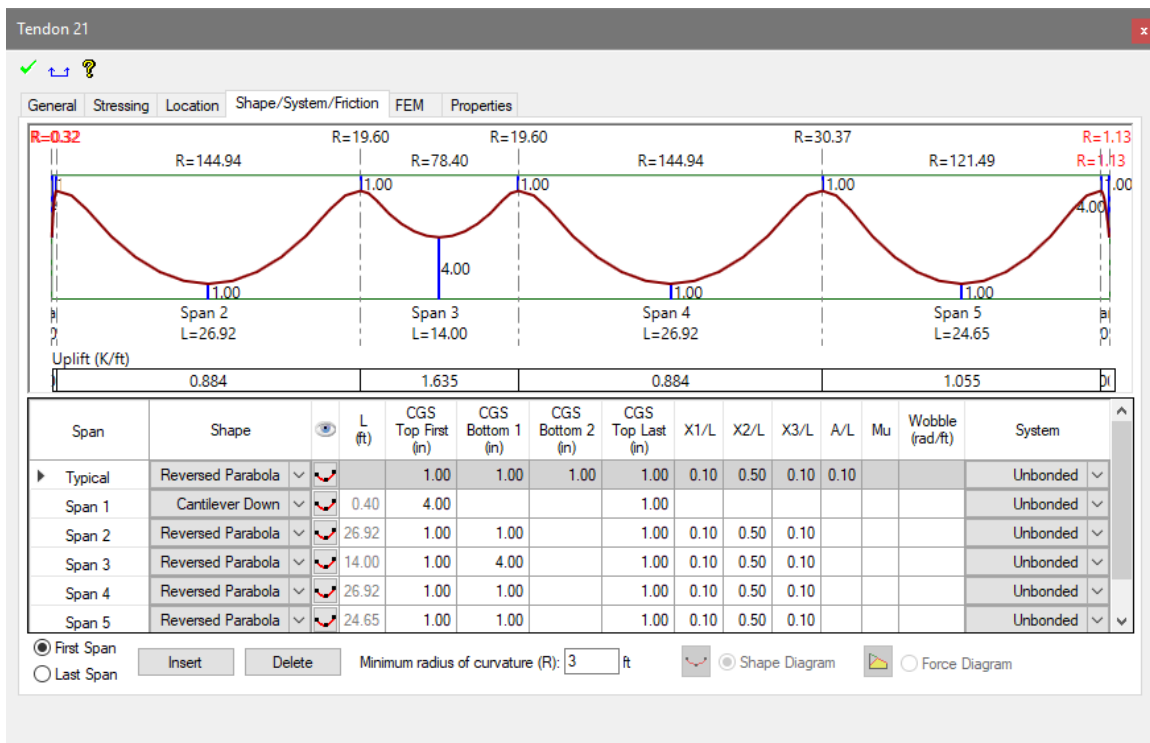 Tendon 21
x
?
General Stressing Location Shape/System/Friction FEM Properties
R=0.32 R=19.60 R=19.60 R=30.37 R=1.13
R=144.94 R=78.40 R=144.94 R=121.49 R=1.13
1.00 1.00 1.00 .00
4.00
4.00
1.00 1.00 1.00
Span 2 Span 3 Span 4 Span 5
L=26.92 L=14.00 L=26.92 L=24.65
Uplift (K/ft)
0.884 1.635 0.884 1.055
Span Shape L (ft) CGS Top First (in) CGS Bottom 1 (in) CGS Bottom 2 (in) CGS Top Last (in) X1/L X2/L X3/L A/L Mu Wobble (rad/ft) System
Typical Reversed Parabola 1.00 1.00 1.00 1.00 0.10 0.50 0.10 0.10 Unbonded
Span 1 Cantilever Down 0.40 4.00 1.00 Unbonded
Span 2 Reversed Parabola 26.92 1.00 1.00 1.00 0.10 0.50 0.10 Unbonded
Span 3 Reversed Parabola 14.00 1.00 4.00 1.00 0.10 0.50 0.10 Unbonded
Span 4 Reversed Parabola 26.92 1.00 1.00 1.00 0.10 0.50 0.10 Unbonded
Span 5 Reversed Parabola 24.65 1.00 1.00 1.00 0.10 0.50 0.10 Unbonded
First Span
Last Span
Insert Delete Minimum radius of curvature (R): 3 ft Shape Diagram Force Diagram